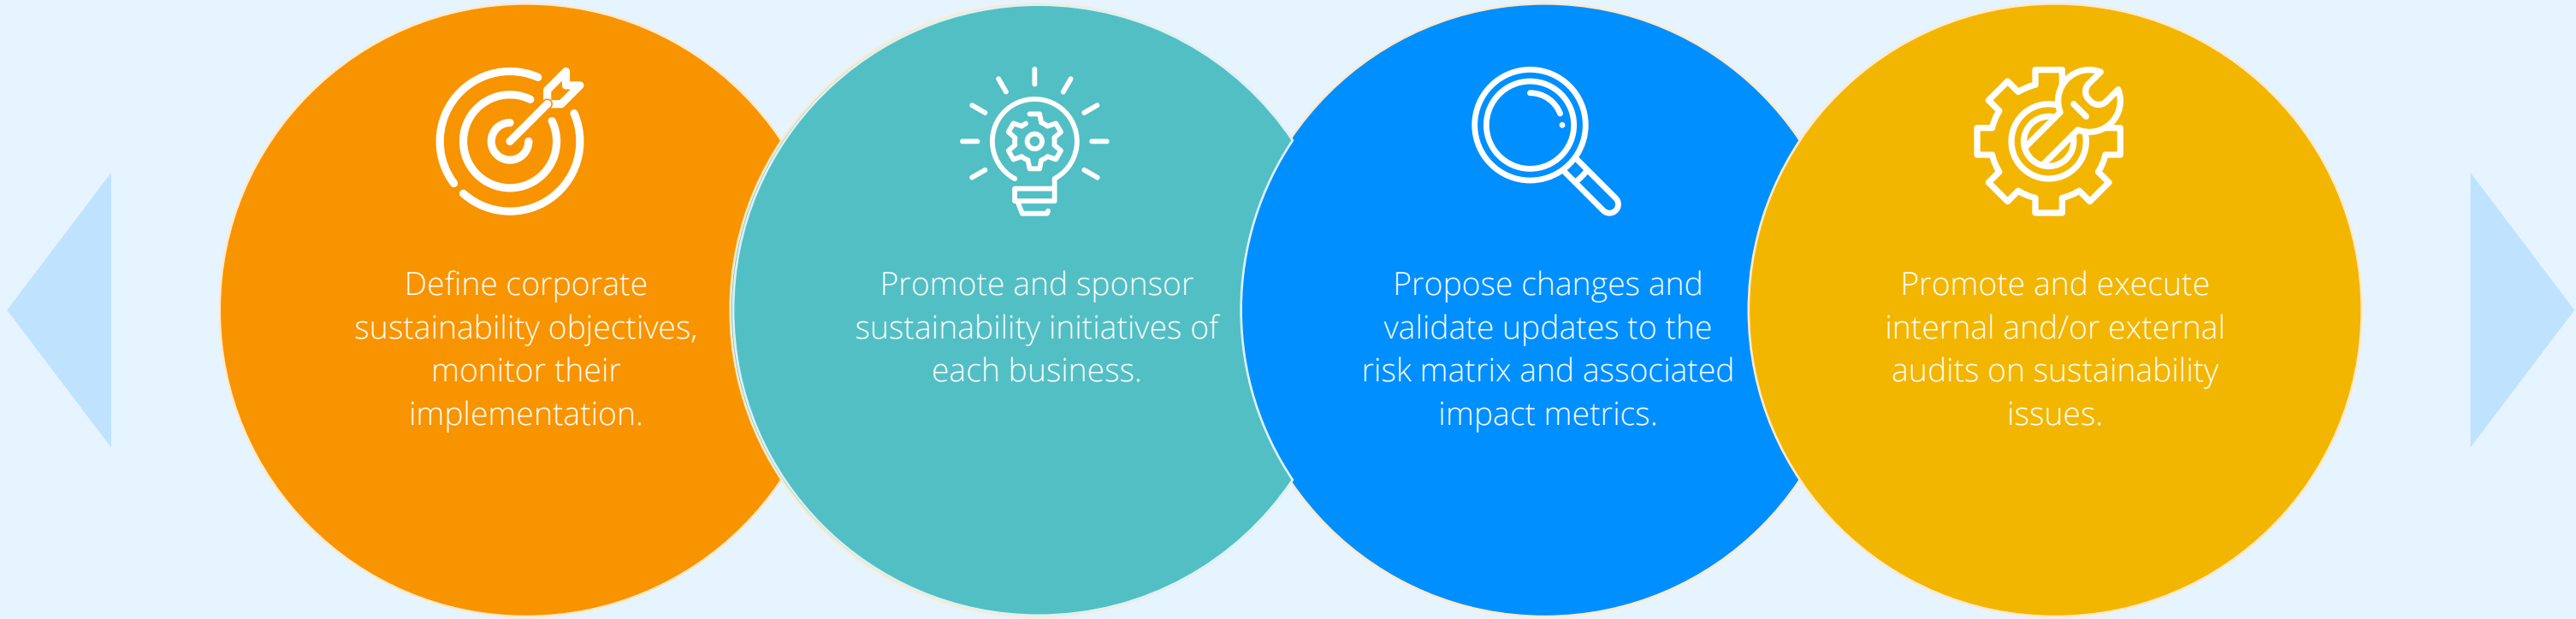 Define corporate
sustainability objectives,
monitor their
implementation.
Promote and sponsor
sustainability initiatives of
each business.
Propose changes and
validate updates to the
risk matrix and associated
impact metrics.
Promote and execute
internal and/or external
audits on sustainability
issues.